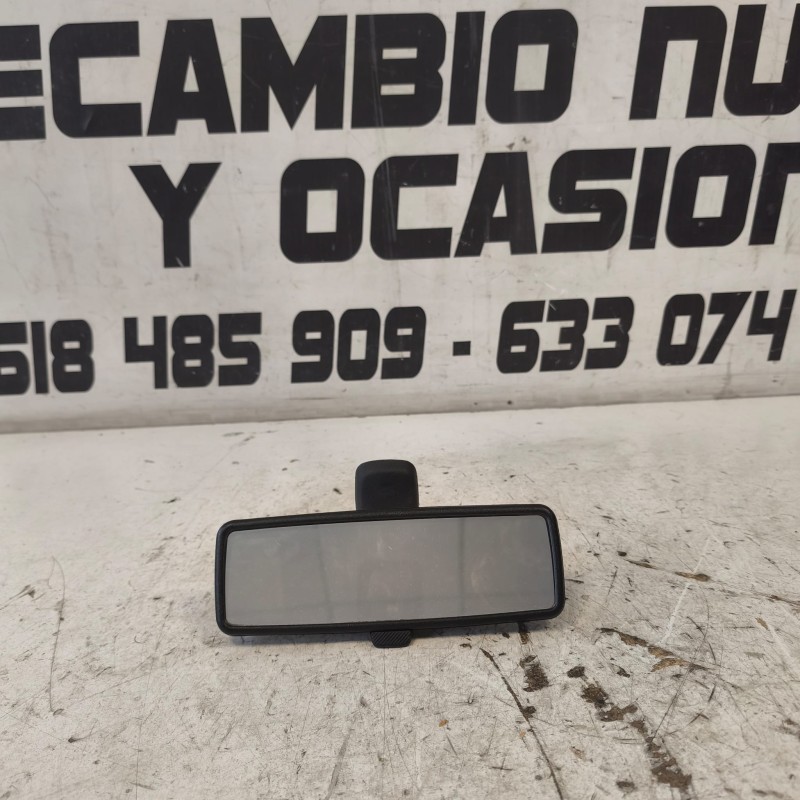 ECAMBIO NU
Y OCASION
618 485 909 - 633 074